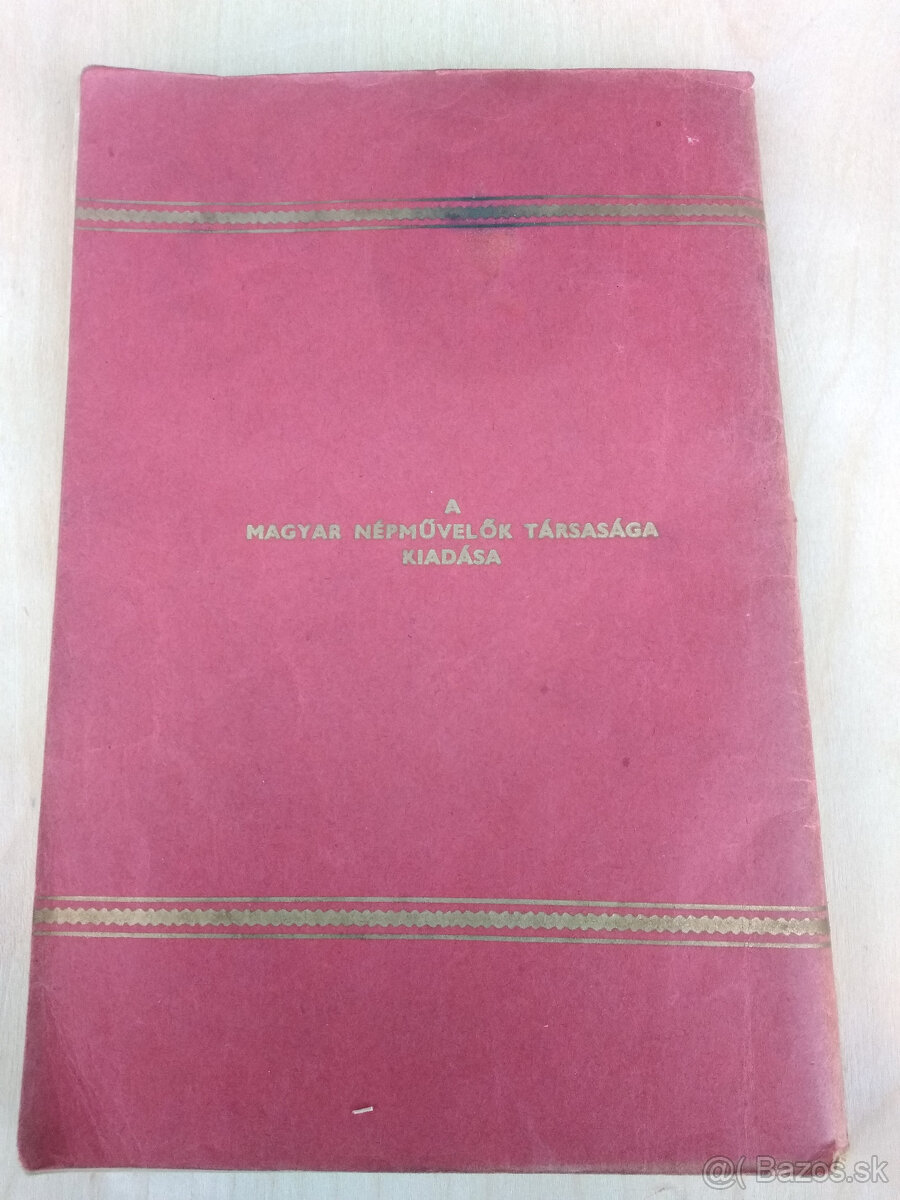 A
MAGYAR NÉPMŰVELŐK TÁRSASÁGA
KIADÁSA
@( Bazos.sk